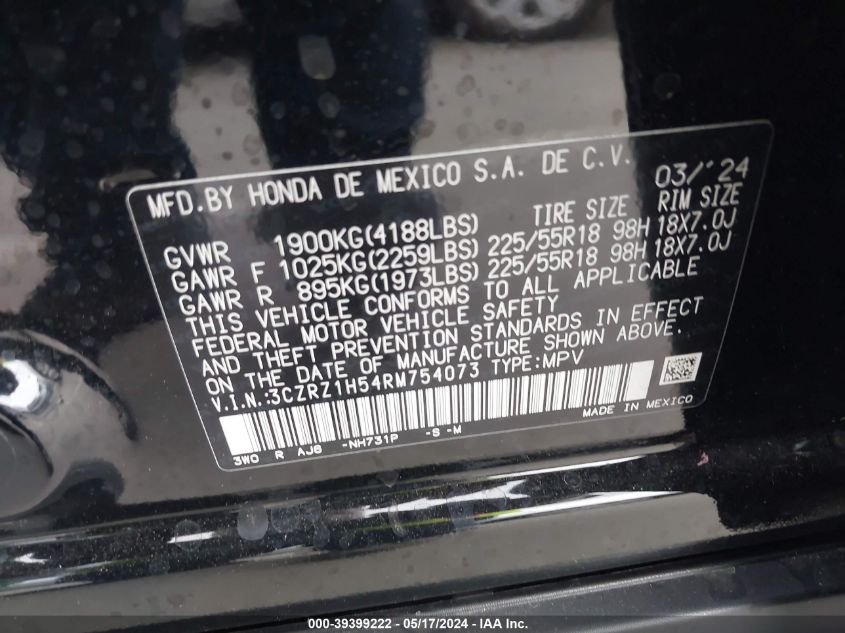 MFD.BY HONDA DE MEXICO S.A. DE C.V. 03/'24
TIRE SIZE RIM SIZE
GVWR 1900KG(4188LBS)
GAWR F 1025KG(2259LBS) 225/55R18 98H 18X7.0J
GAWR R 895KG(1973LBS) 225/55R18 98H 18X7.0J
THIS VEHICLE CONFORMS TO ALL APPLICABLE
FEDERAL MOTOR VEHICLE SAFETY
AND THEFT PREVENTION STANDARDS IN EFFECT
ON THE DATE OF MANUFACTURE SHOWN ABOVE.
V.I.N.:3CZRZ1H54RM754073 TYPE:MPV
3WO R AJ6 -NH731P -S -M MADE IN MEXICO
000-39399222 - 05/17/2024 - IAA Inc.